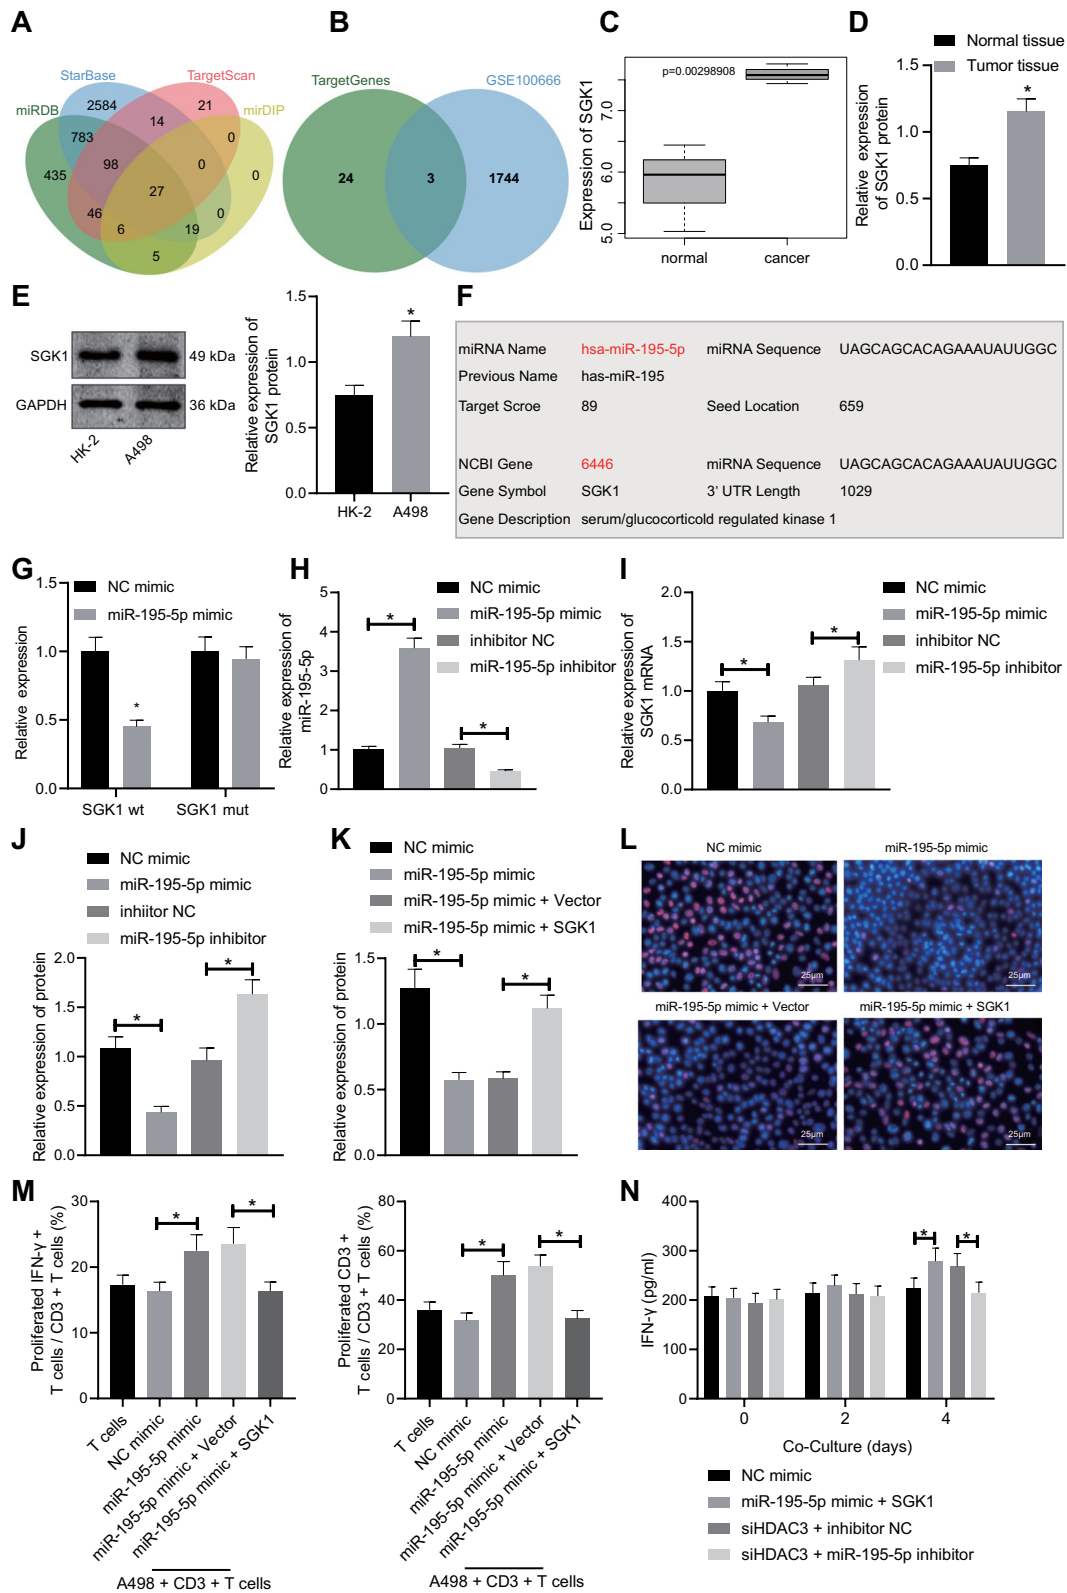 A
StarBase
TargetScan
miRDB
mirDIP
2584
21
14
0
783
98
0
435
27
0
46
0
6
19
5
B
TargetGenes
GSE100666
24
3
1744
C
Expression of SGK1
7.0
6.0
5.0
p=0.00298908
normal
cancer
D
Normal tissue
Tumor tissue
Relative expression
of SGK1 protein
1.5
1.0
0.5
0.0
*
E
SGK1
49 kDa
GAPDH
36 kDa
HK-2
A498
Relative expression of
SGK1 protein
1.5
1.0
0.5
0.0
*
HK-2
A498
F
miRNA Name hsa-miR-195-5p miRNA Sequence UAGCAGCACAGAAAUAUUGGC
Previous Name has-miR-195
Target Scroe 89 Seed Location 659
NCBI Gene 6446 miRNA Sequence UAGCAGCACAGAAAUAUUGGC
Gene Symbol SGK1 3' UTR Length 1029
Gene Description serum/glucocorticold regulated kinase 1
G
NC mimic
miR-195-5p mimic
Relative expression
1.5
1.0
0.5
0.0
*
SGK1 wt
SGK1 mut
H
NC mimic
miR-195-5p mimic
inhibitor NC
miR-195-5p inhibitor
Relative expression of
miR-195-5p
5
4
3
2
1
0
*
*
I
NC mimic
miR-195-5p mimic
inhibitor NC
miR-195-5p inhibitor
Relative expression of
SGK1 mRNA
2.0
1.5
1.0
0.5
0.0
*
*
J
NC mimic
miR-195-5p mimic
inhiitor NC
miR-195-5p inhibitor
Relative expression of protein
2.0
1.5
1.0
0.5
0.0
*
*
K
NC mimic
miR-195-5p mimic
miR-195-5p mimic + Vector
miR-195-5p mimic + SGK1
Relative expression of protein
1.5
1.0
0.5
0.0
*
*
L
NC mimic
miR-195-5p mimic
25μm
25μm
miR-195-5p mimic + Vector
miR-195-5p mimic + SGK1
25μm
25μm
M
Proliferated IFN-γ +
T cells / CD3 + T cells (%)
30
20
10
0
*
*
T cells
NC mimic
miR-195-5p mimic
miR-195-5p mimic + Vector
miR-195-5p mimic + SGK1
A498 + CD3 + T cells
Proliferated CD3 +
T cells / CD3 + T cells (%)
80
60
40
20
0
*
*
T cells
NC mimic
miR-195-5p mimic
miR-195-5p mimic + Vector
miR-195-5p mimic + SGK1
A498 + CD3 + T cells
N
IFN-γ (pg/ml)
400
300
200
100
0
*
*
0
2
4
Co-Culture (days)
NC mimic
miR-195-5p mimic + SGK1
siHDAC3 + inhibitor NC
siHDAC3 + miR-195-5p inhibitor